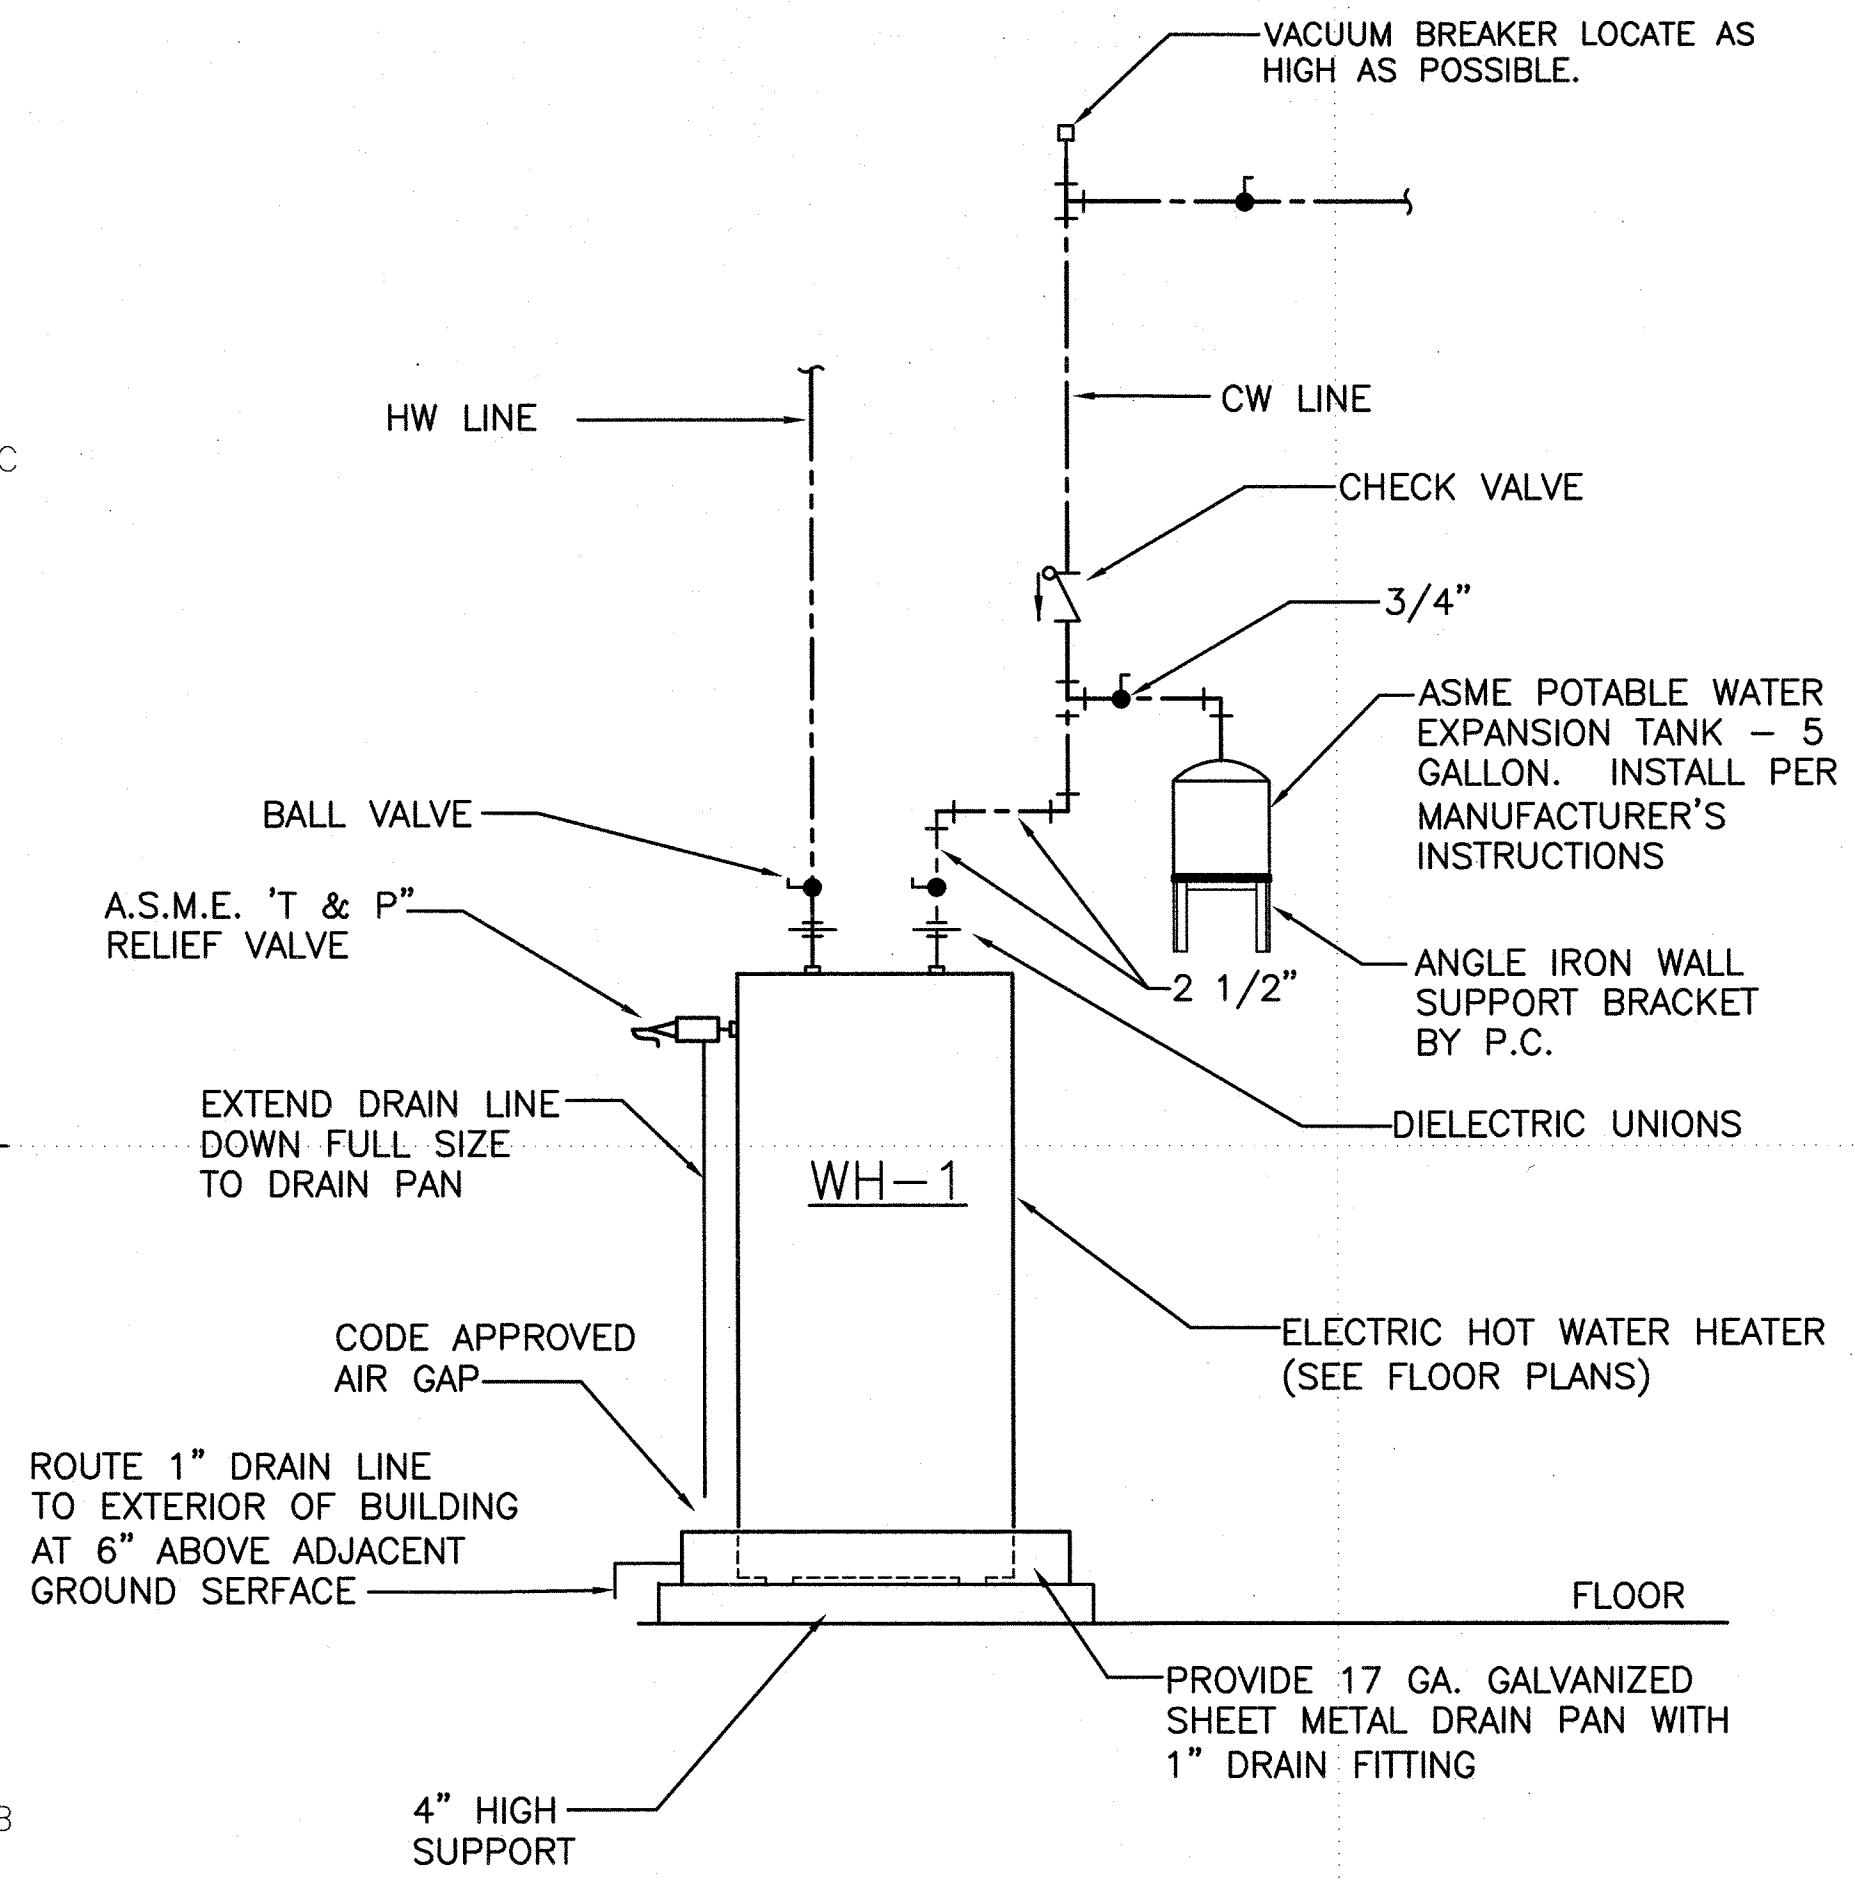 VACUUM BREAKER LOCATE AS
HIGH AS POSSIBLE.
HW LINE
CW LINE
C
CHECK VALVE
3/4"
ASME POTABLE WATER
EXPANSION TANK – 5
GALLON. INSTALL PER
MANUFACTURER'S
INSTRUCTIONS
BALL VALVE
A.S.M.E. 'T & P"
RELIEF VALVE
2 1/2"
ANGLE IRON WALL
SUPPORT BRACKET
BY P.C.
EXTEND DRAIN LINE
DOWN FULL SIZE
TO DRAIN PAN
DIELECTRIC UNIONS
WH–1
CODE APPROVED
AIR GAP
ELECTRIC HOT WATER HEATER
(SEE FLOOR PLANS)
ROUTE 1" DRAIN LINE
TO EXTERIOR OF BUILDING
AT 6" ABOVE ADJACENT
GROUND SERFACE
FLOOR
PROVIDE 17 GA. GALVANIZED
SHEET METAL DRAIN PAN WITH
1" DRAIN FITTING
4" HIGH
SUPPORT
B